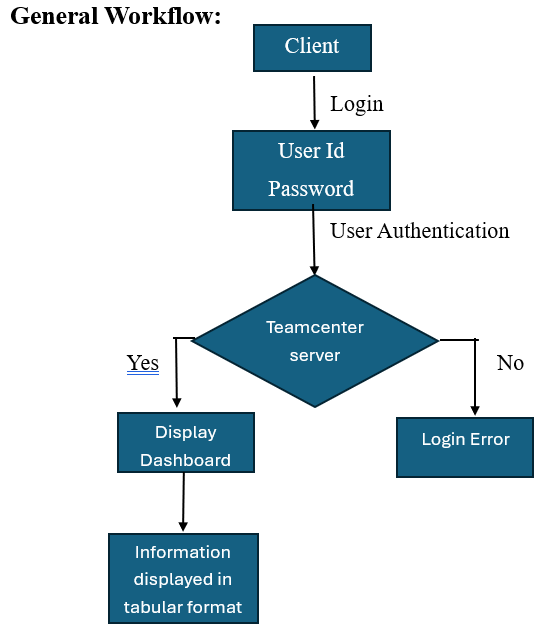 General Workflow:
Client
Login
User Id
Password
User Authentication
Teamcenter
server
Yes
No
Display
Dashboard
Login Error
Information
displayed in
tabular format